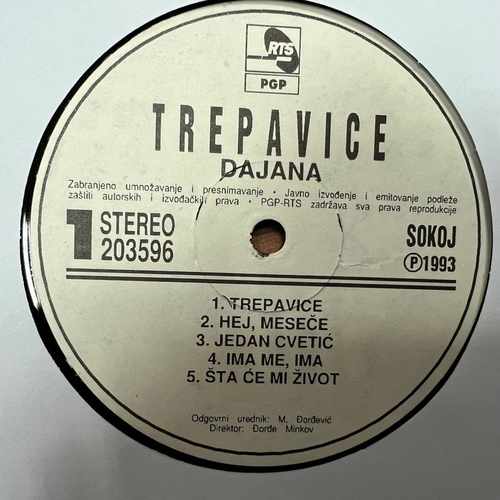 RTS
PGP
TREPAVICE
DAJANA
Zabranjeno umnožavanje i presnimavanje • Javno izvođenje i emitovanje podleže
zaštiti autorskih i izvođačkih prava • PGP-RTS zadržava sva prava reprodukcije
1 STEREO
203596
SOKOJ
Ⓟ1993
1. TREPAVICE
2. HEJ, MESEČE
3. JEDAN CVETIĆ
4. IMA ME, IMA
5. ŠTA ĆE MI ŽIVOT
Odgovrni urednik: M. Đorđević
Direktor: Đorđe Minkov